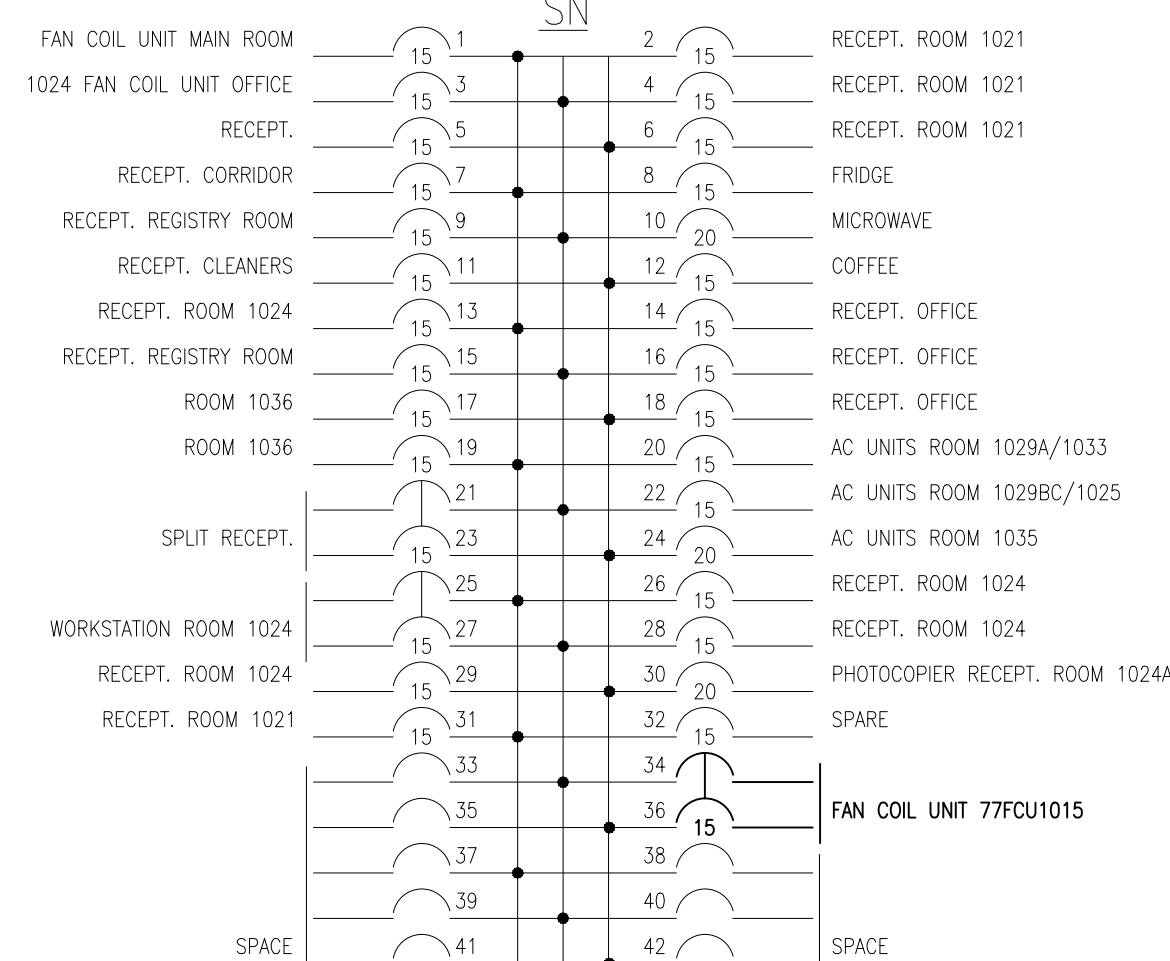 SN
FAN COIL UNIT MAIN ROOM 15 1 2 15 RECEPT. ROOM 1021
1024 FAN COIL UNIT OFFICE 15 3 4 15 RECEPT. ROOM 1021
RECEPT. 15 5 6 15 RECEPT. ROOM 1021
RECEPT. CORRIDOR 15 7 8 15 FRIDGE
RECEPT. REGISTRY ROOM 15 9 10 20 MICROWAVE
RECEPT. CLEANERS 15 11 12 15 COFFEE
RECEPT. ROOM 1024 15 13 14 15 RECEPT. OFFICE
RECEPT. REGISTRY ROOM 15 15 16 15 RECEPT. OFFICE
ROOM 1036 15 17 18 15 RECEPT. OFFICE
ROOM 1036 15 19 20 15 AC UNITS ROOM 1029A/1033
21 22 15 AC UNITS ROOM 1029BC/1025
SPLIT RECEPT. 15 23 24 20 AC UNITS ROOM 1035
25 26 15 RECEPT. ROOM 1024
WORKSTATION ROOM 1024 15 27 28 15 RECEPT. ROOM 1024
RECEPT. ROOM 1024 15 29 30 20 PHOTOCOPIER RECEPT. ROOM 1024A
RECEPT. ROOM 1021 15 31 32 15 SPARE
33 34
35 36 15 FAN COIL UNIT 77FCU1015
37 38
39 40
SPACE 41 42 SPACE